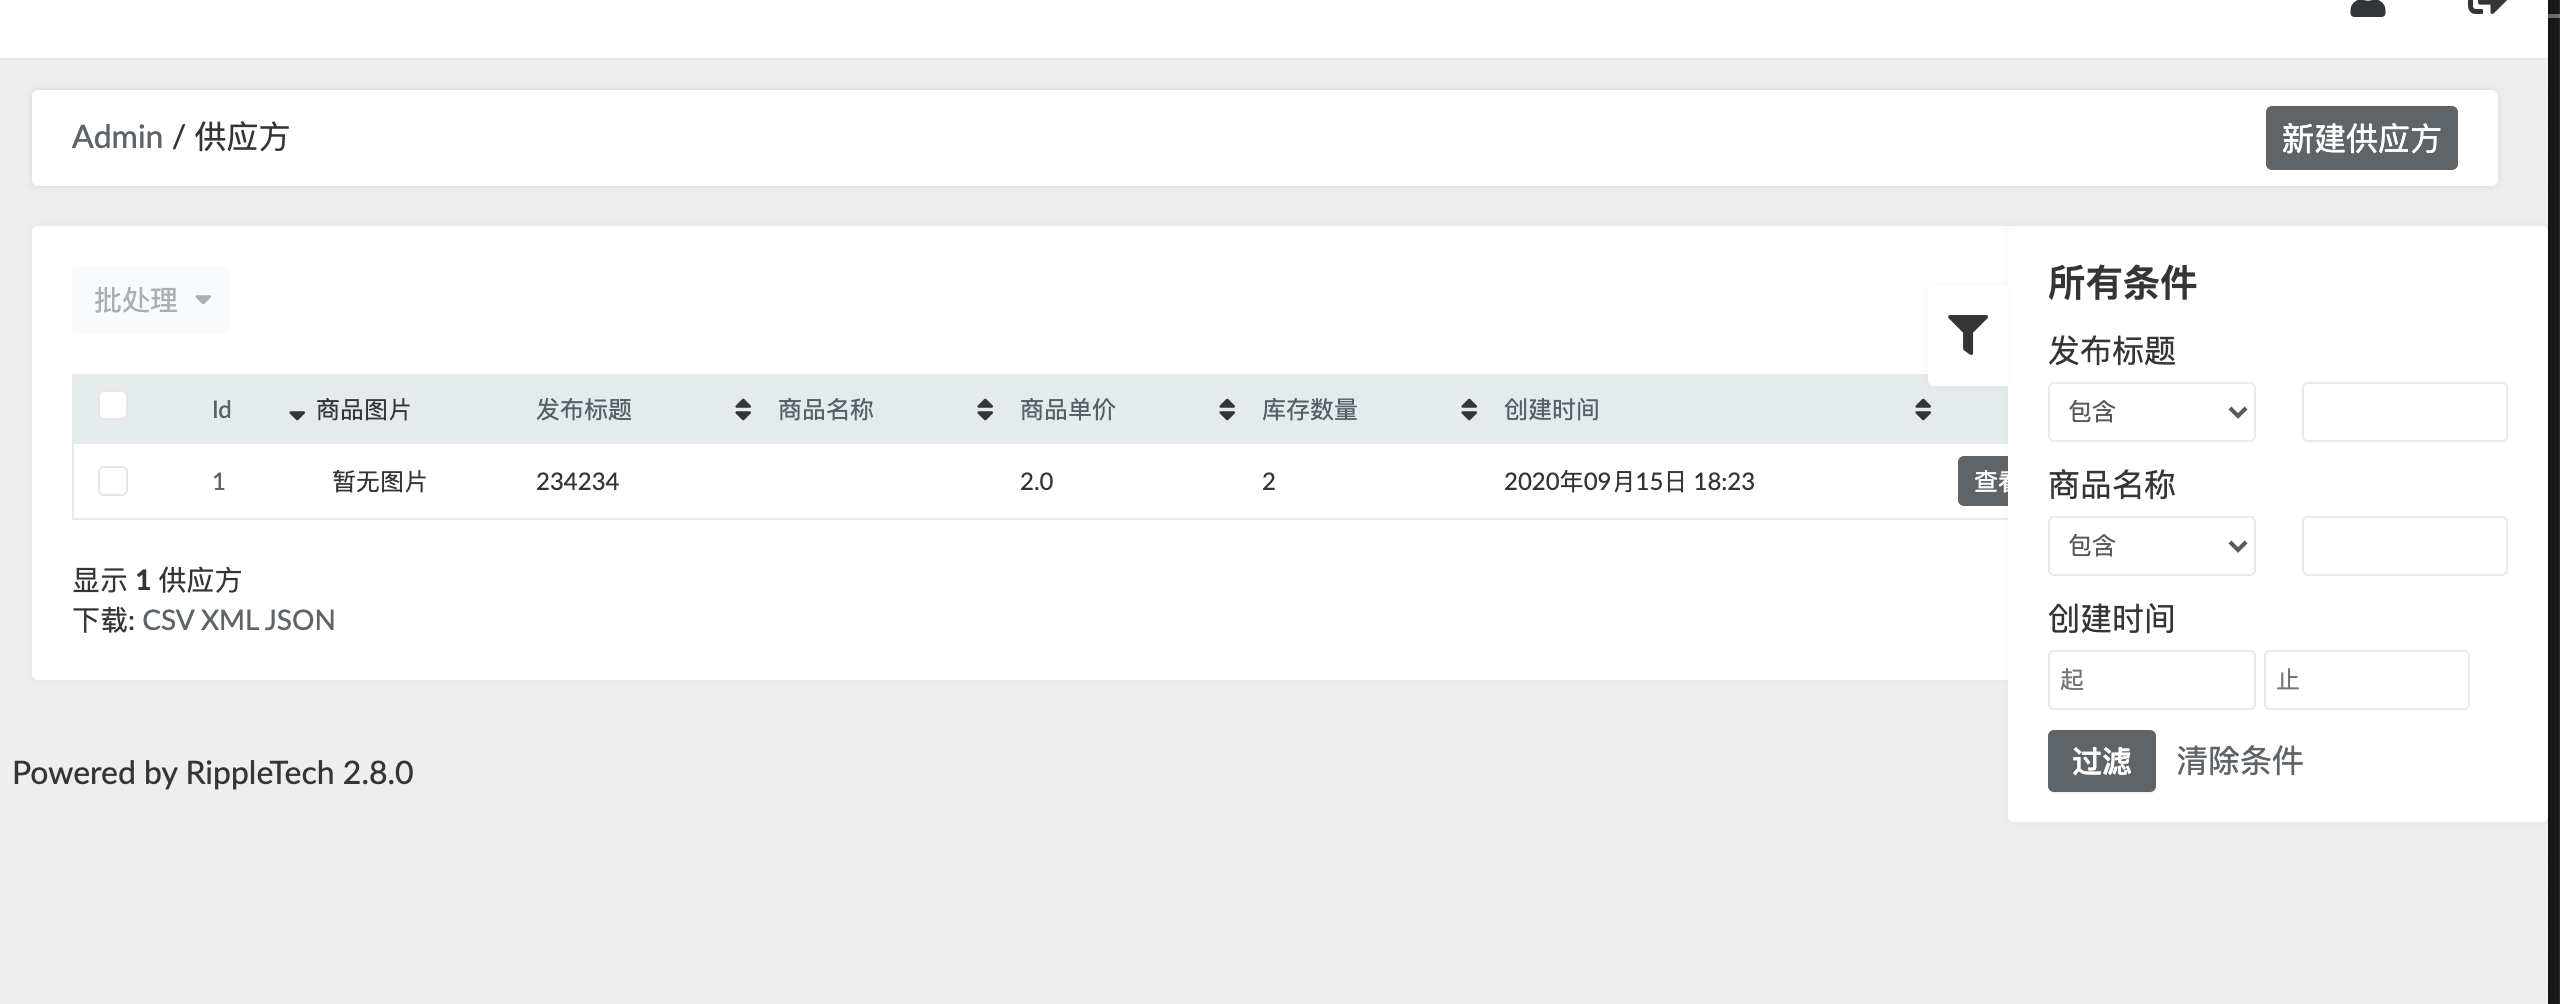 Admin / 供应方
新建供应方
批处理
Id 商品图片 发布标题 商品名称 商品单价 库存数量 创建时间
1 暂无图片 234234 2.0 2 2020年09月15日 18:23
显示 1 供应方
下载: CSV XML JSON
所有条件
发布标题
包含
商品名称
包含
创建时间
起 止
过滤 清除条件
Powered by RippleTech 2.8.0